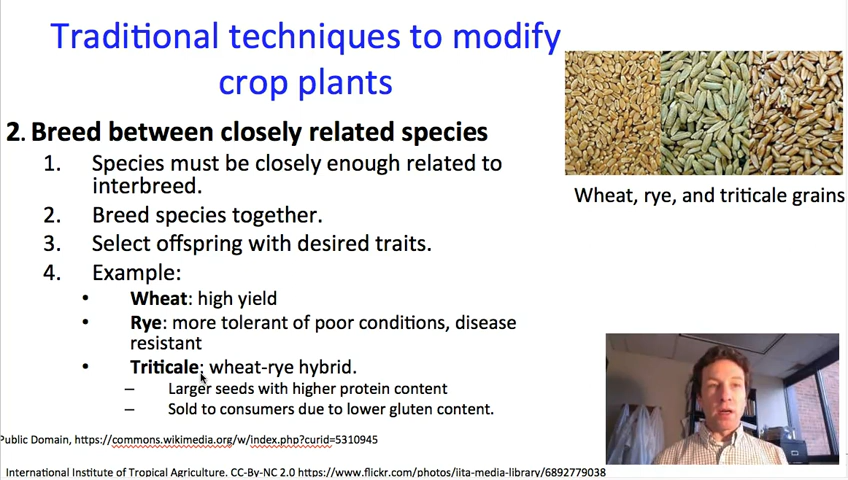 Traditional techniques to modify
crop plants
2. Breed between closely related species
1. Species must be closely enough related to
interbreed.
2. Breed species together.
3. Select offspring with desired traits.
4. Example:
• Wheat: high yield
• Rye: more tolerant of poor conditions, disease
resistant
• Triticale: wheat-rye hybrid.
– Larger seeds with higher protein content
– Sold to consumers due to lower gluten content.
Wheat, rye, and triticale grains
Public Domain, https://commons.wikimedia.org/w/index.php?curid=5310945
International Institute of Tropical Agriculture. CC-By-NC 2.0 https://www.flickr.com/photos/iita-media-library/6892779038